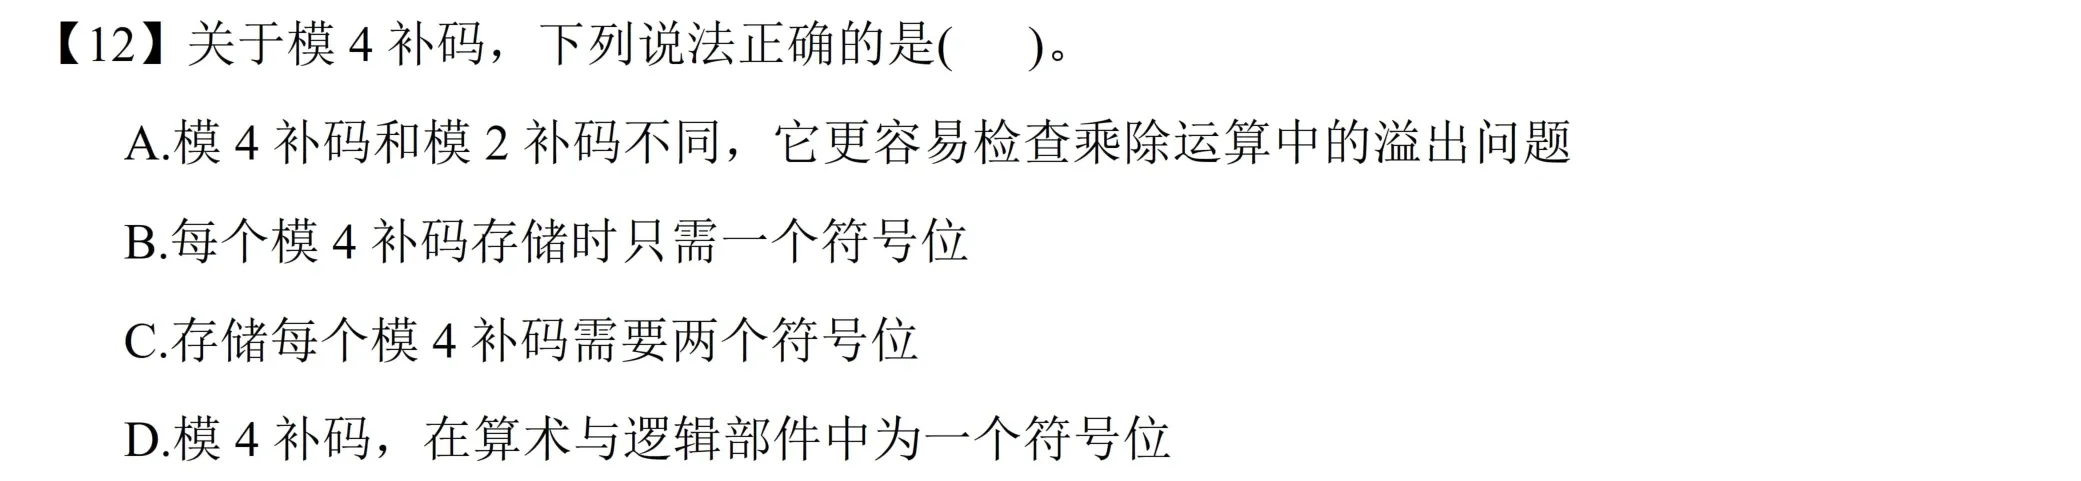 【12】关于模 4 补码，下列说法正确的是(    )。
A.模 4 补码和模 2 补码不同，它更容易检查乘除运算中的溢出问题
B.每个模 4 补码存储时只需一个符号位
C.存储每个模 4 补码需要两个符号位
D.模 4 补码，在算术与逻辑部件中为一个符号位